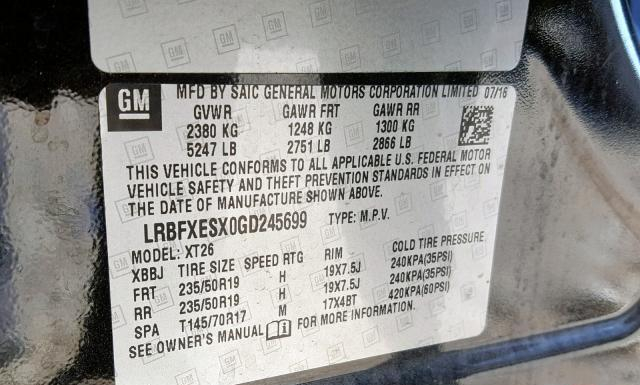 GM
MFD BY SAIC GENERAL MOTORS CORPORATION LIMITED 07/16
GVWR GAWR FRT GAWR RR
2380 KG 1248 KG 1300 KG
5247 LB 2751 LB 2866 LB
THIS VEHICLE CONFORMS TO ALL APPLICABLE U.S. FEDERAL MOTOR
VEHICLE SAFETY AND THEFT PREVENTION STANDARDS IN EFFECT ON
THE DATE OF MANUFACTURE SHOWN ABOVE.
LRBFXESX0GD245699 TYPE: M.P.V.
MODEL: XT26
XBBJ TIRE SIZE SPEED RTG RIM COLD TIRE PRESSURE
FRT 235/50R19 H 19X7.5J 240KPA(35PSI)
RR 235/50R19 H 19X7.5J 240KPA(35PSI)
SPA T145/70R17 M 17X4BT 420KPA(60PSI)
SEE OWNER'S MANUAL FOR MORE INFORMATION.